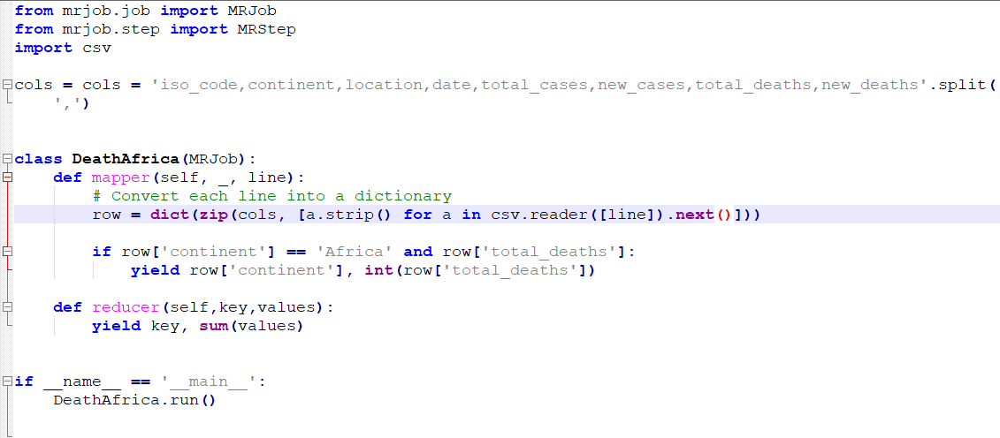 from mrjob.job import MRJob
from mrjob.step import MRStep
import csv

cols = cols = 'iso_code,continent,location,date,total_cases,new_cases,total_deaths,new_deaths'.split(
    ',')


class DeathAfrica(MRJob):
    def mapper(self, _, line):
        # Convert each line into a dictionary
        row = dict(zip(cols, [a.strip() for a in csv.reader([line]).next()]))

        if row['continent'] == 'Africa' and row['total_deaths']:
            yield row['continent'], int(row['total_deaths'])

    def reducer(self,key,values):
        yield key, sum(values)


if __name__ == '__main__':
    DeathAfrica.run()